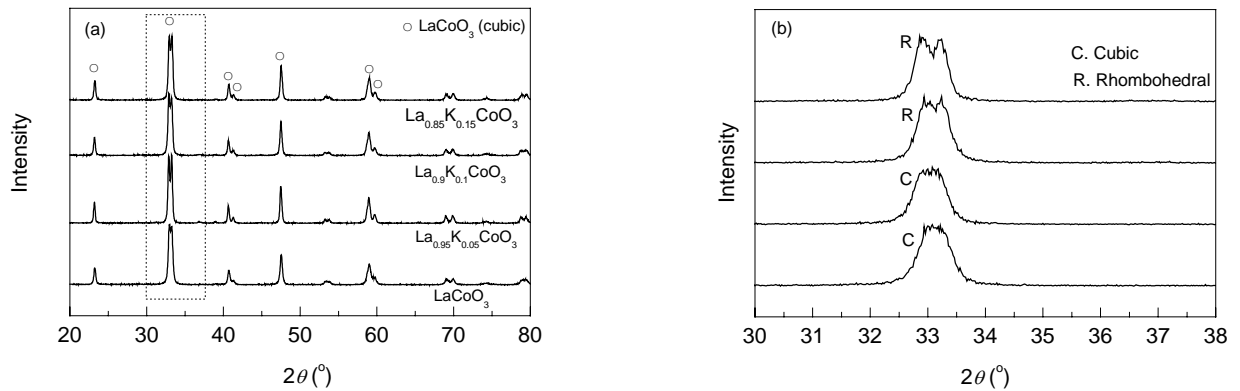 (a)
○ LaCoO₃ (cubic)
La₀.₈₅K₀.₁₅CoO₃
La₀.₉K₀.₁CoO₃
La₀.₉₅K₀.₀₅CoO₃
LaCoO₃
Intensity
20 30 40 50 60 70 80
2θ (°)
(b)
C. Cubic
R. Rhombohedral
R
R
C
C
Intensity
30 31 32 33 34 35 36 37 38
2θ (°)